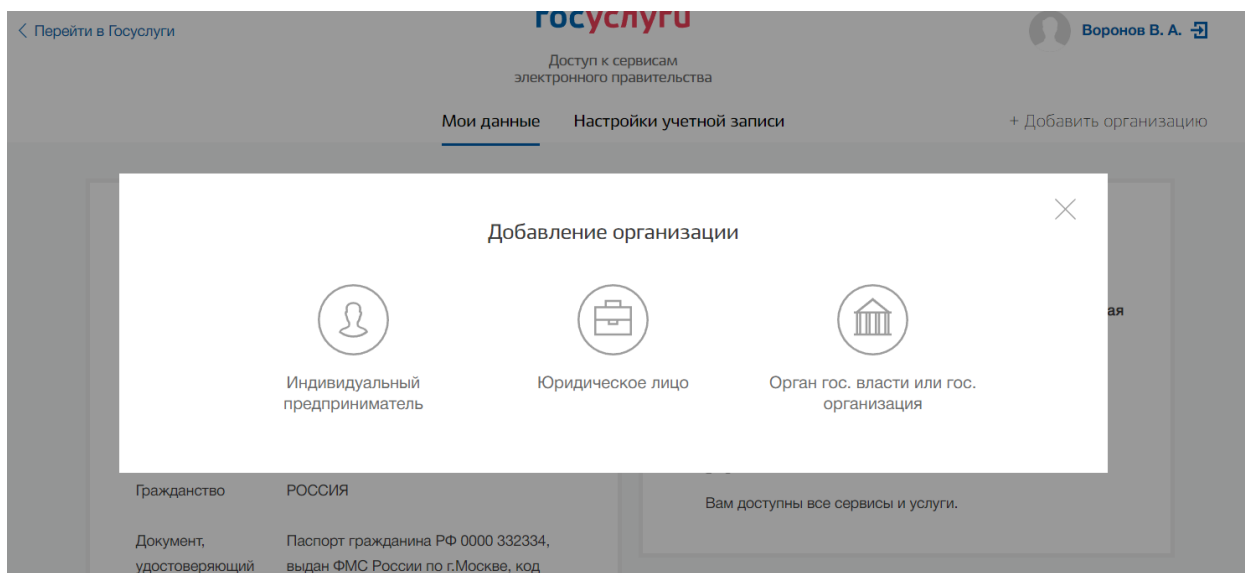 госуслуги
Перейти в Госуслуги
Воронов В. А.
Доступ к сервисам
электронного правительства
Мои данные Настройки учетной записи + Добавить организацию
Добавление организации
Индивидуальный
предприниматель
Юридическое лицо
Орган гос. власти или гос.
организация
ая
Гражданство РОССИЯ
Вам доступны все сервисы и услуги.
Документ, Паспорт гражданина РФ 0000 332334,
удостоверяющий выдан ФМС России по г.Москве, код